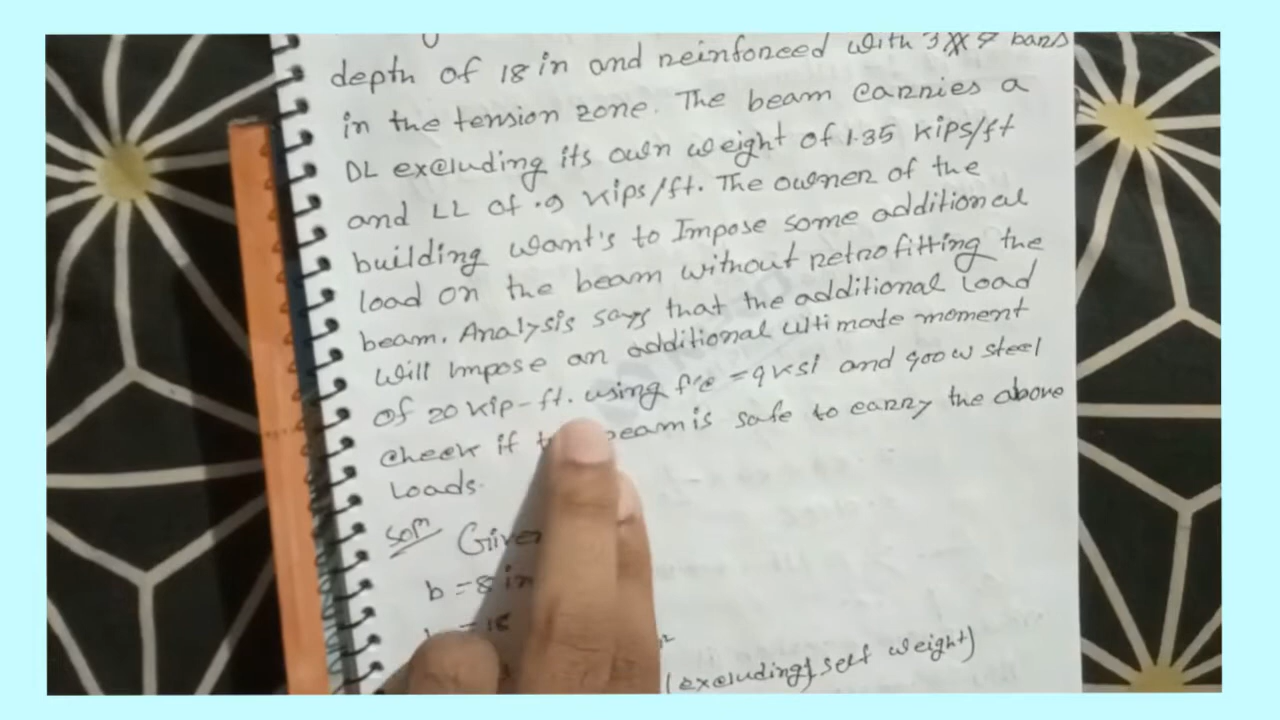 depth of 18 in and reinforced with 3 # 9 bars
in the tension zone. The beam carries a
DL excluding its own weight of 1.35 kips/ft
and LL of .9 kips/ft. The owner of the
building want's to Impose some additional
load on the beam without retrofitting the
beam. Analysis says that the additional load
will impose an additional ultimate moment
of 20 kip-ft. using f'c = 4 ksi and 400W steel
Check if beam is safe to carry the above
Loads.
Soln Given
b = 8 in
= 18
(excluding self weight)